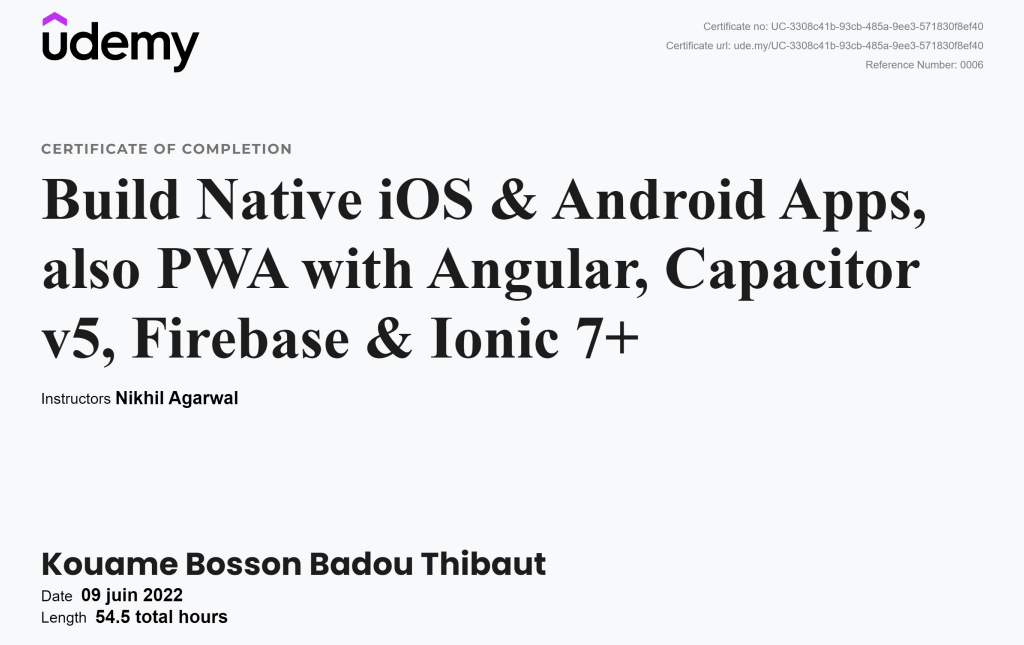 udemy
Certificate no: UC-3308c41b-93cb-485a-9ee3-571830f8ef40
Certificate url: ude.my/UC-3308c41b-93cb-485a-9ee3-571830f8ef40
Reference Number: 0006
CERTIFICATE OF COMPLETION
Build Native iOS & Android Apps,
also PWA with Angular, Capacitor
v5, Firebase & Ionic 7+
Instructors Nikhil Agarwal
Kouame Bosson Badou Thibaut
Date 09 juin 2022
Length 54.5 total hours